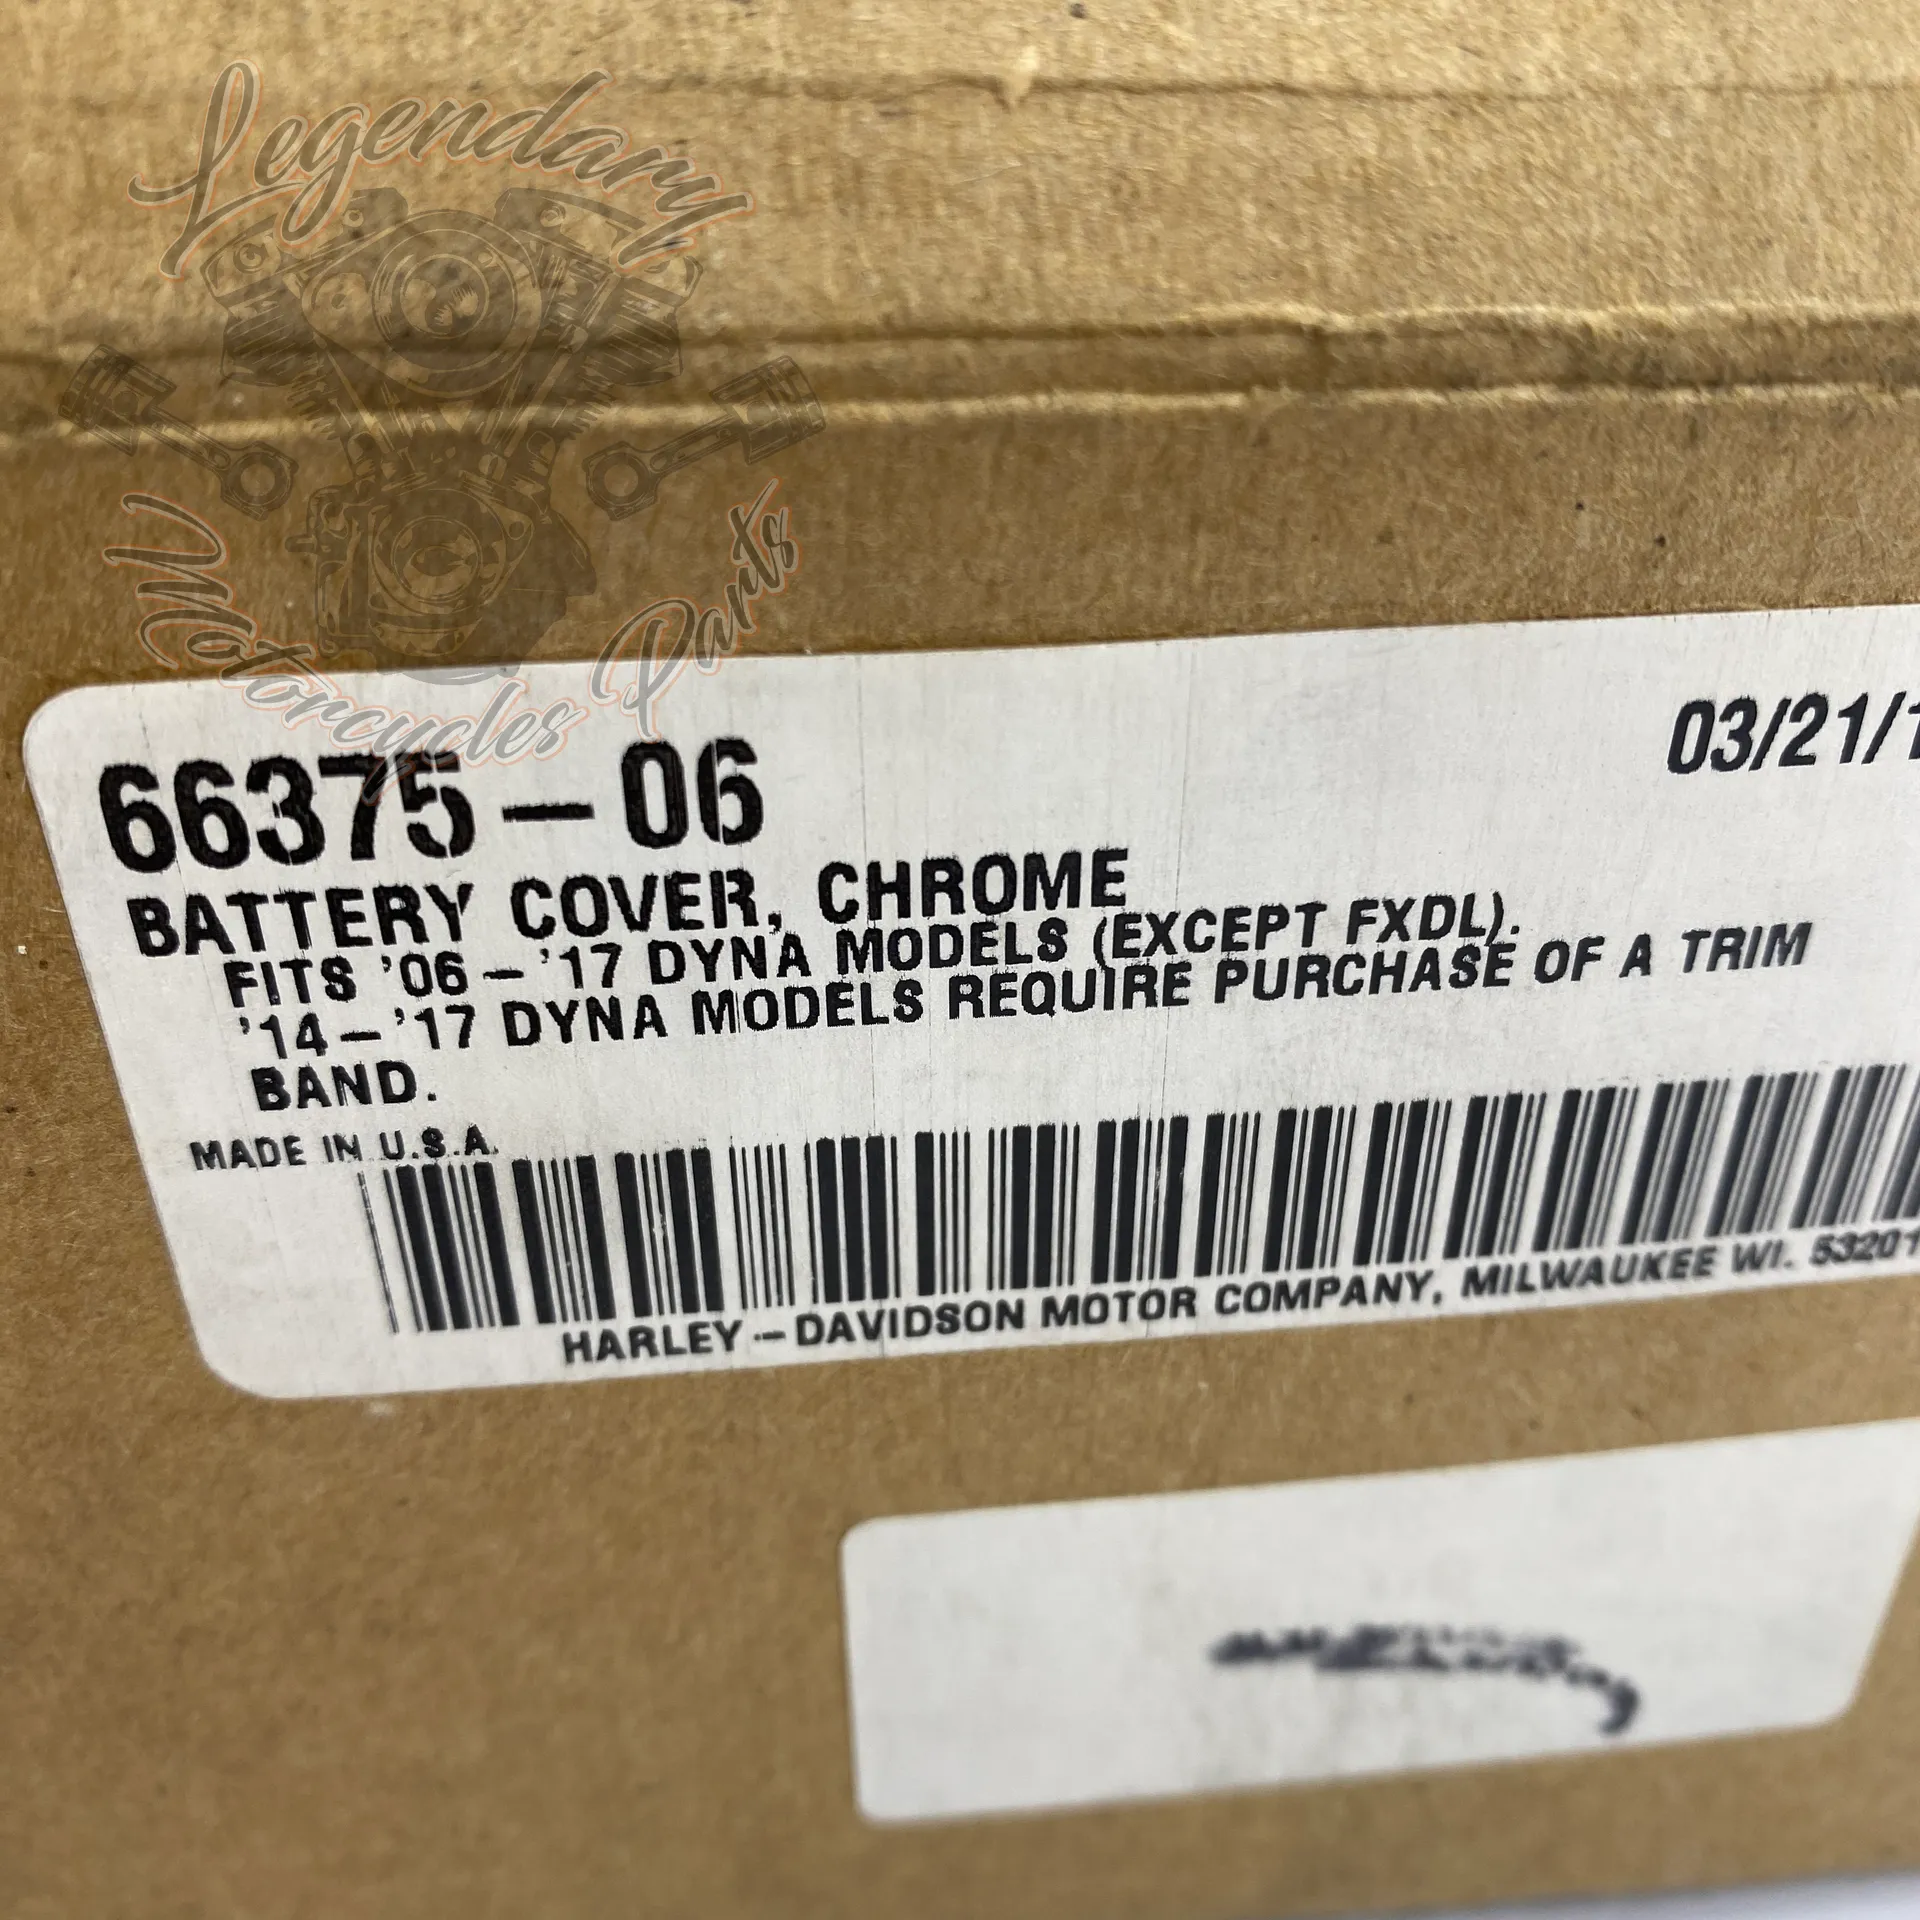 Legendary
Motorcycles Parts
66375-06
03/21/1
BATTERY COVER, CHROME
FITS '06-'17 DYNA MODELS (EXCEPT FXDL).
'14-'17 DYNA MODELS REQUIRE PURCHASE OF A TRIM
BAND.
MADE IN U.S.A.
HARLEY-DAVIDSON MOTOR COMPANY, MILWAUKEE WI. 53201